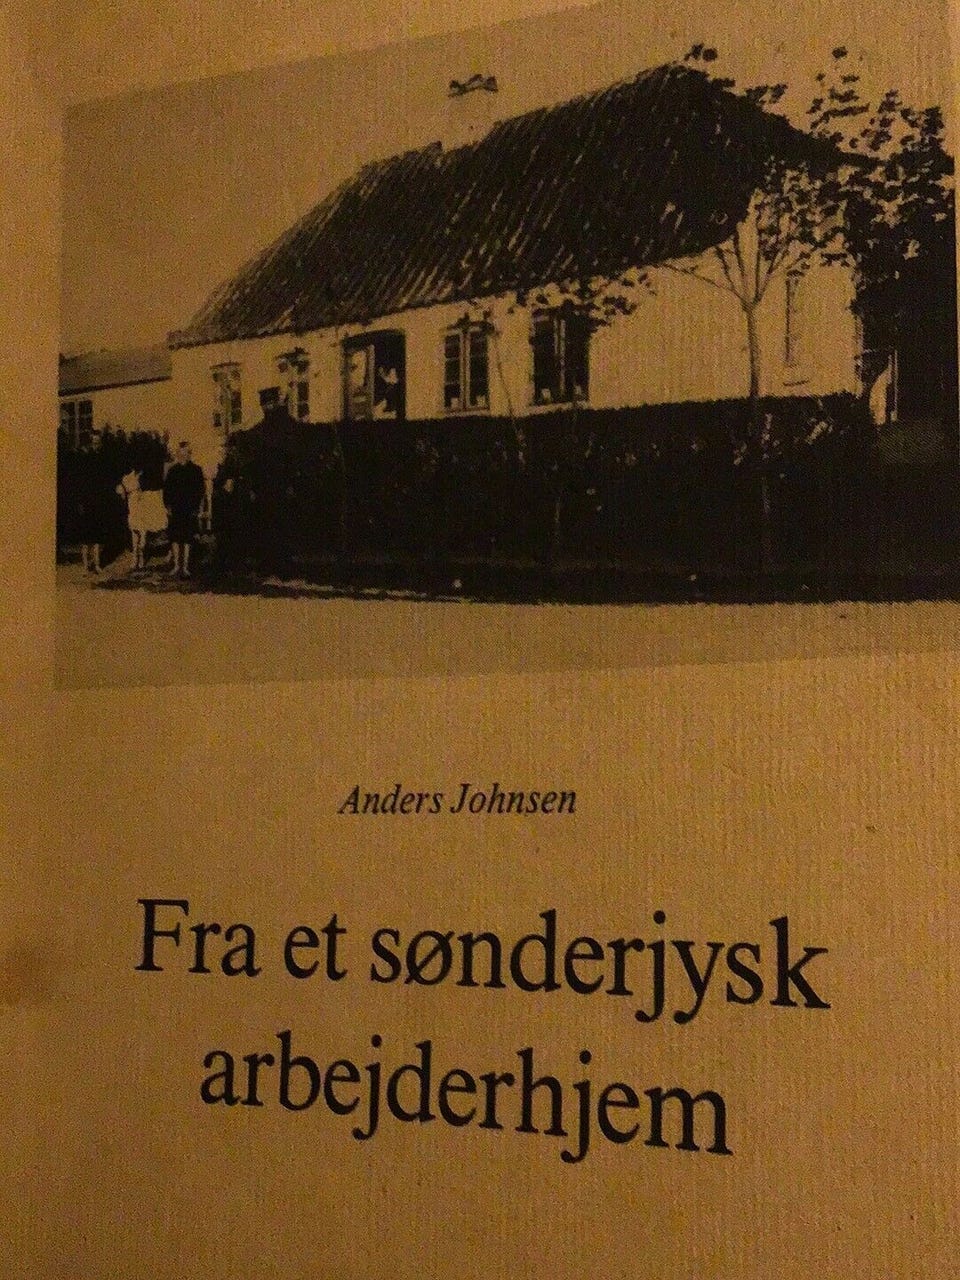 Anders Johnsen
Fra et sønderjysk
arbejderhjem